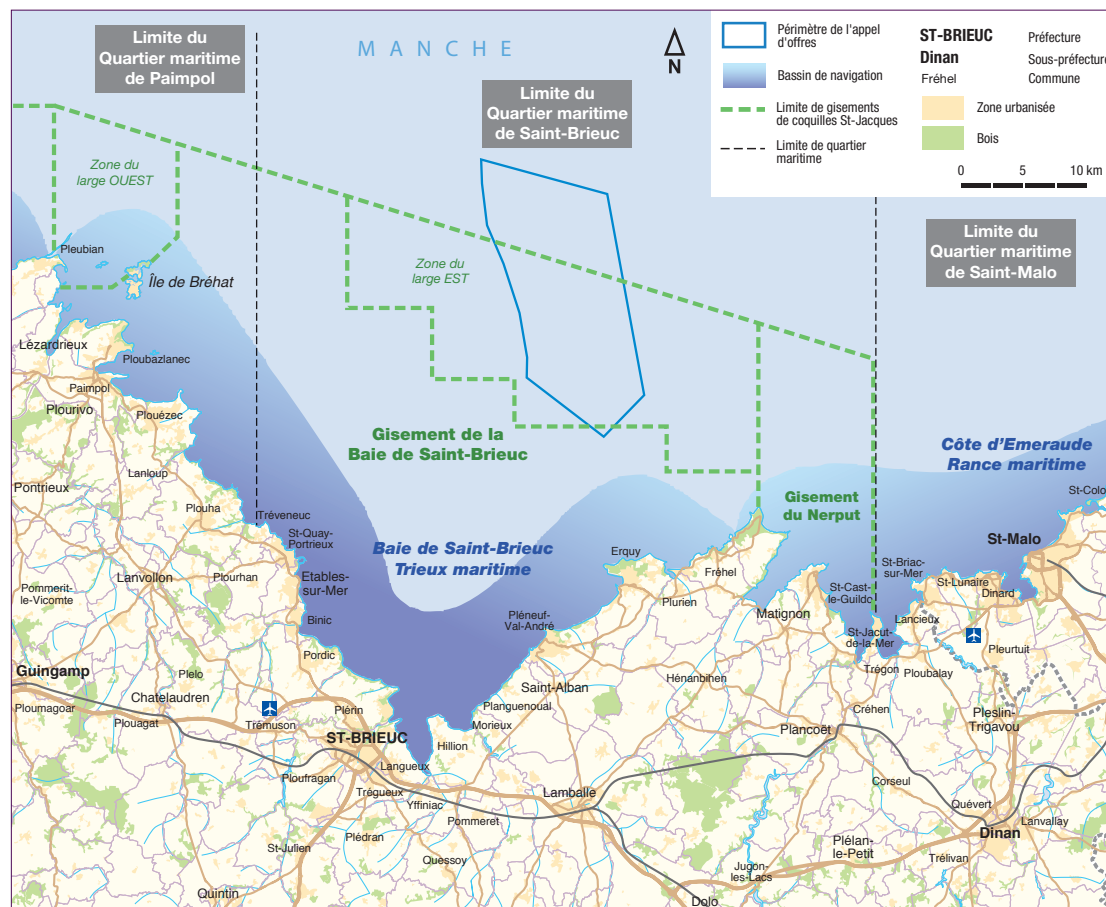 Limite du
Quartier maritime
de Paimpol
MANCHE
N
Limite du
Quartier maritime
de Saint-Brieuc
Périmètre de l'appel
d'offres
Bassin de navigation
Limite de gisements
de coquilles St-Jacques
Limite de quartier
maritime
ST-BRIEUC Préfecture
Dinan Sous-préfecture
Fréhel Commune
Zone urbanisée
Bois
0 5 10 km
Limite du
Quartier maritime
de Saint-Malo
Zone du
large OUEST
Zone du
large EST
Pleubian
Île de Bréhat
Lézardrieux
Ploubazlanec
Paimpol
Plourivo
Plouézec
Gisement de la
Baie de Saint-Brieuc
Côte d'Emeraude
Rance maritime
Lanloup
Pontrieux
Plouha
Tréveneuc
St-Quay-
Portrieux
Gisement
du Nerput
St-Colo
St-Malo
Baie de Saint-Brieuc
Trieux maritime
Erquy
Fréhel
St-Briac-
sur-Mer
St-Lunaire
Dinard
Lanvollon
Plourhan
Etables-
sur-Mer
Pommerit-
le-Vicomte
Binic
Pléneuf-
Val-André
Plurien
Matignon
St-Cast-
le-Guildo
Lancieux
St-Jacut-
de-la-Mer
Pleurtuit
Pordic
Guingamp
Plelo
Trégon
Ploubalay
Hénanbihen
Saint-Alban
Chatelaudren
Ploumagoar
Plouagat
Trémuson
Plérin
Planguenoual
Morieux
Créhen
Pleslin-
Trigavou
Plancoët
ST-BRIEUC
Hillion
Langueux
Ploufragan
Trégueux
Yffiniac
Lamballe
Corseul
Quévert
Pommeret
Lanvallay
Plédran
Dinan
St-Julien
Quessoy
Plélan-
le-Petit
Trélivan
Jugon-
les-Lacs
Quintin
Dolo